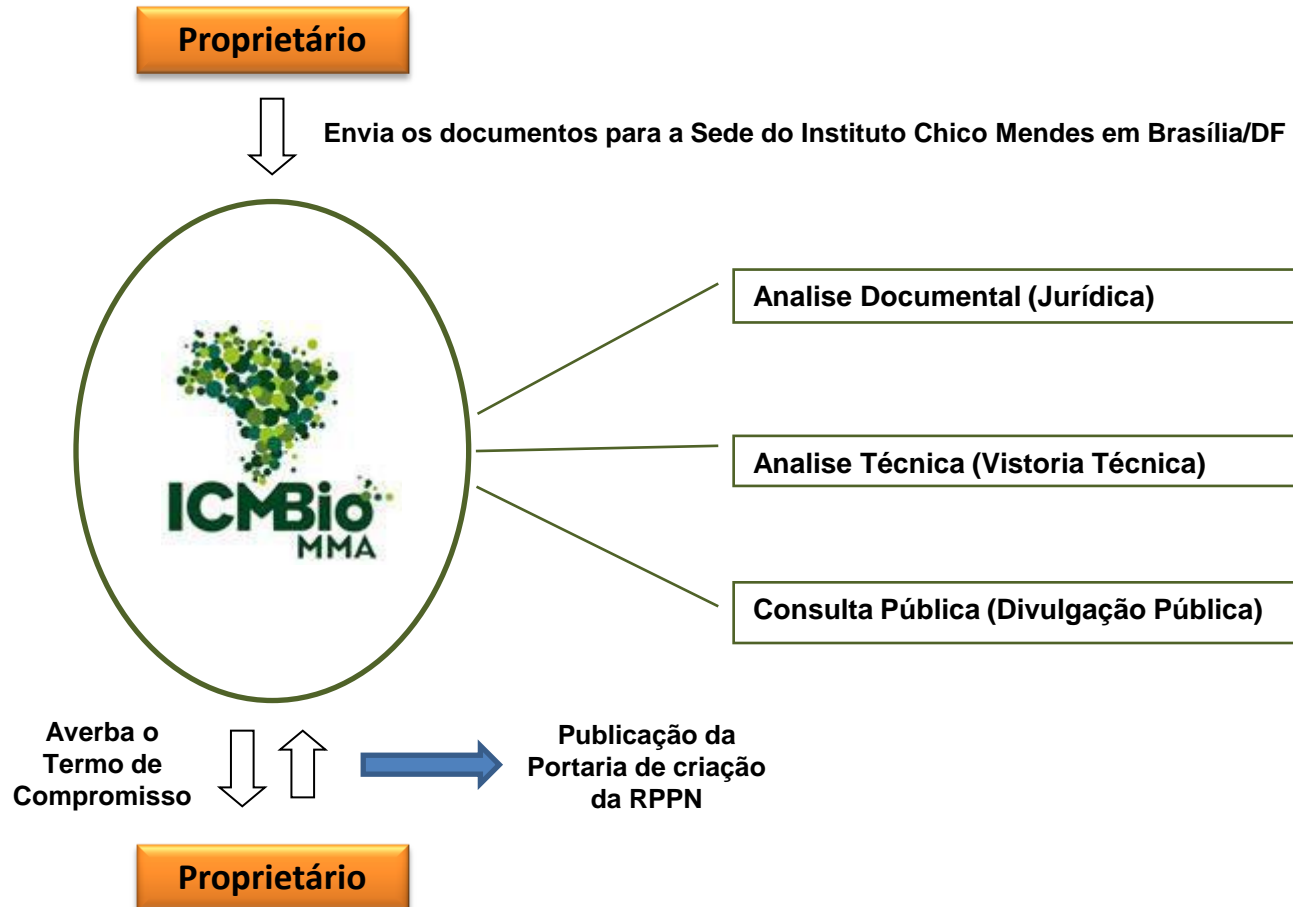 Proprietário
Envia os documentos para a Sede do Instituto Chico Mendes em Brasília/DF
Analise Documental (Jurídica)
Analise Técnica (Vistoria Técnica)
ICMBio
MMA
Consulta Pública (Divulgação Pública)
Averba o
Termo de
Compromisso
Publicação da
Portaria de criação
da RPPN
Proprietário